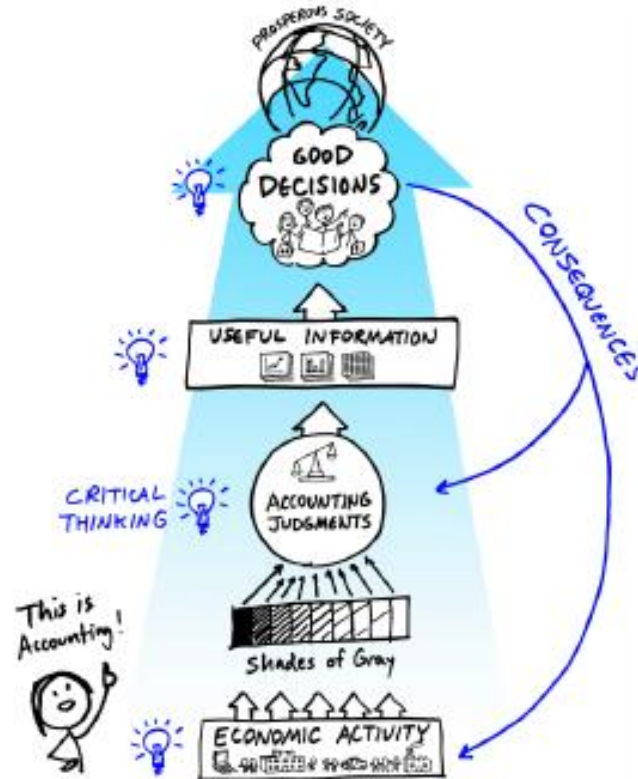 PROSPEROUS SOCIETY
GOOD
DECISIONS
CONSEQUENCES
USEFUL INFORMATION
CRITICAL
THINKING
ACCOUNTING
JUDGMENTS
This is
Accounting!
Shades of Gray
ECONOMIC ACTIVITY